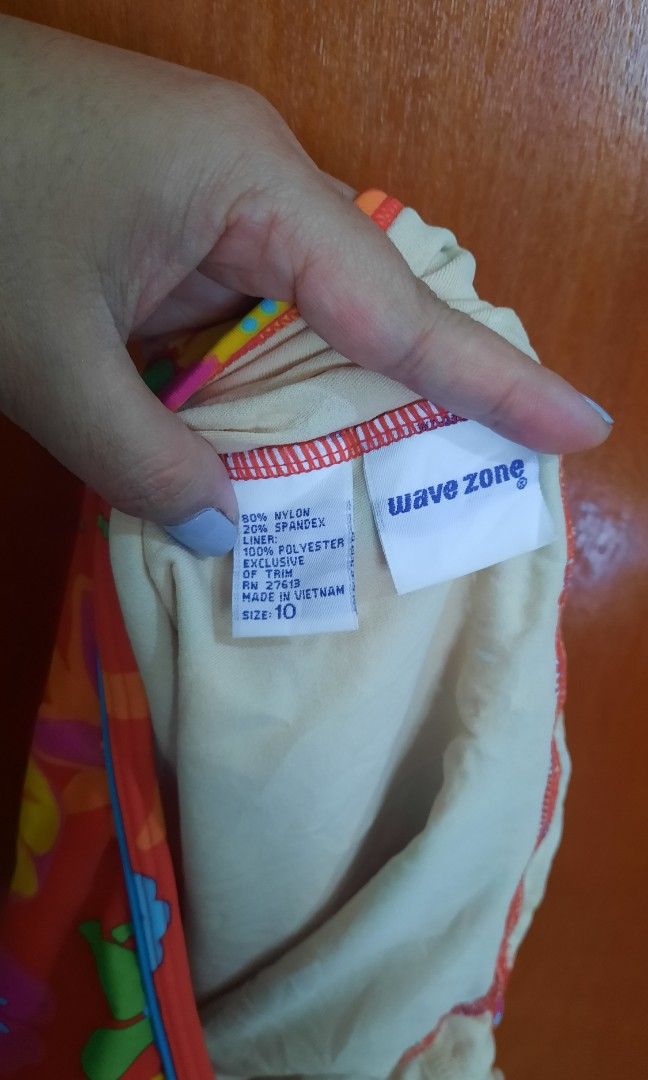 80% NYLON
20% SPANDEX
LINER:
100% POLYESTER
EXCLUSIVE
OF TRIM
RN 27613
MADE IN VIETNAM
SIZE: 10
wave zone®